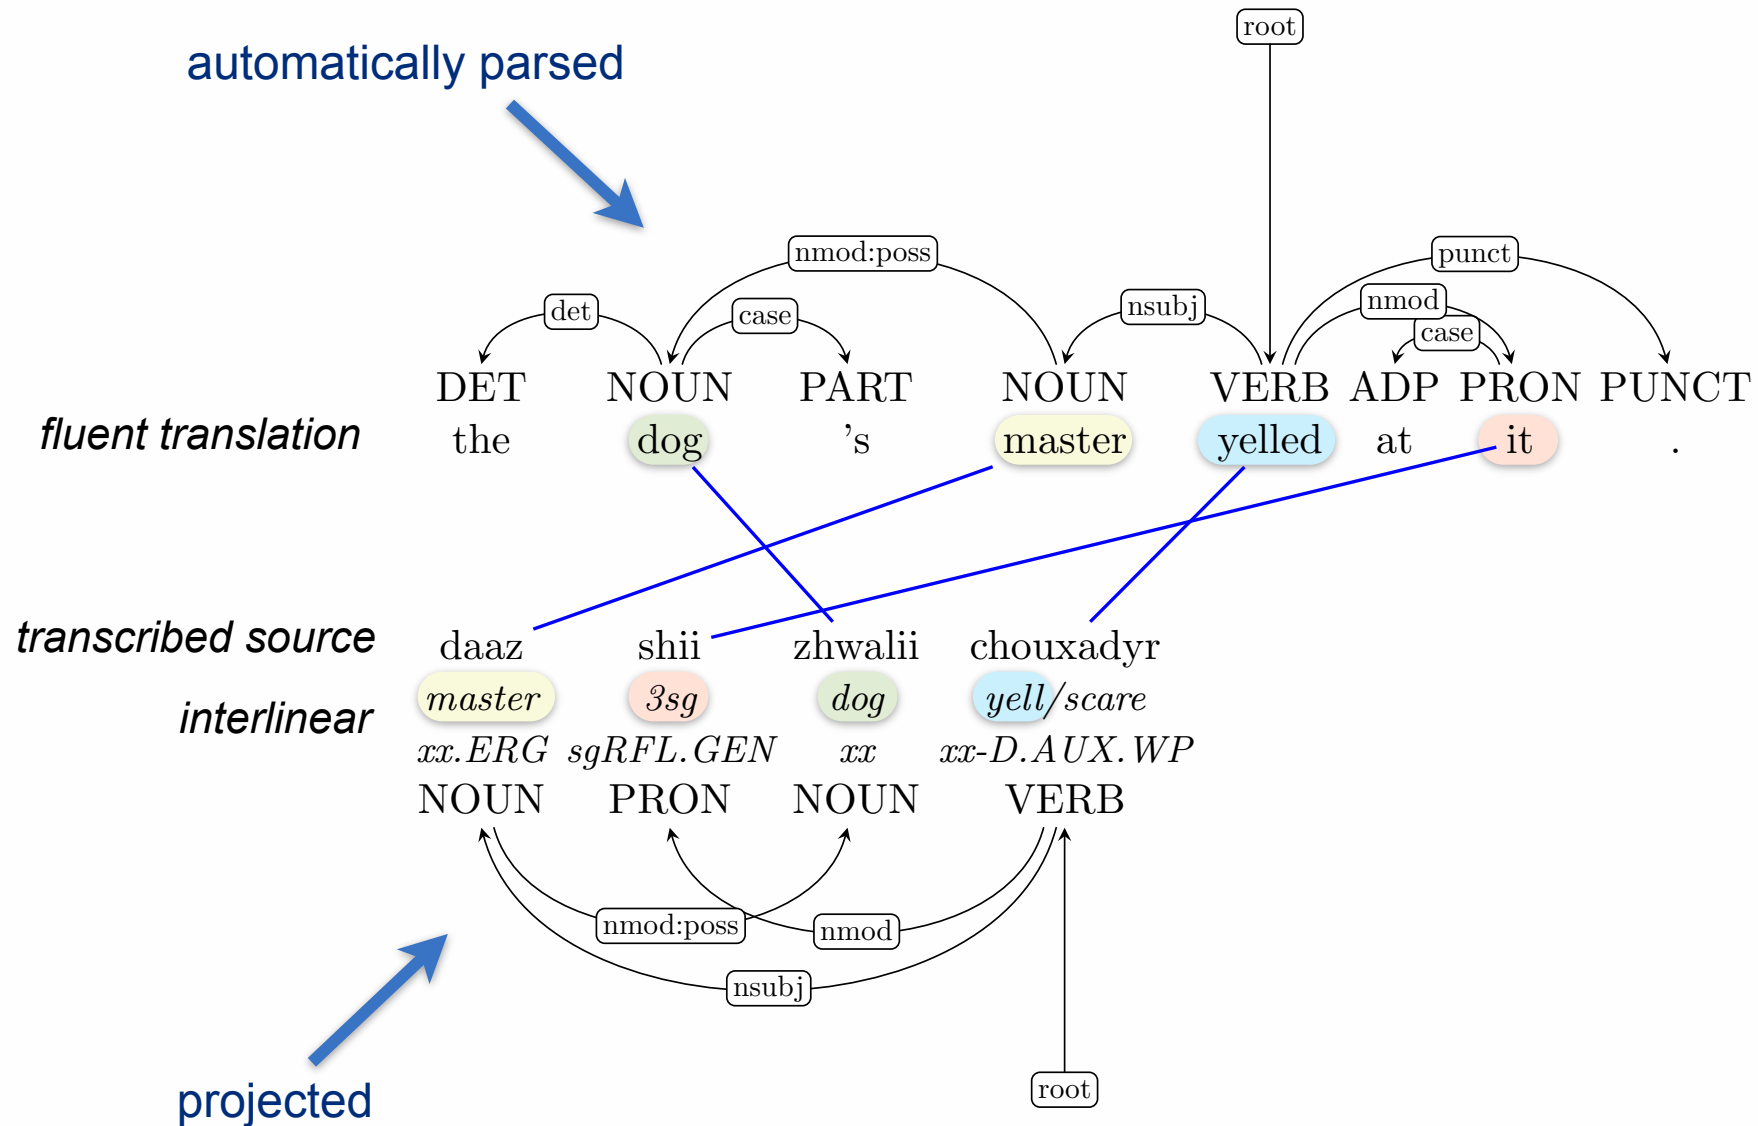 root
automatically parsed
nmod:poss punct
det case nsubj nmod
case
DET NOUN PART NOUN VERB ADP PRON PUNCT
fluent translation the dog 's master yelled at it .
transcribed source daaz shii zhwalii chouxadyr
interlinear master 3sg dog yell/scare
xx.ERG sgRFL.GEN xx xx-D.AUX.WP
NOUN PRON NOUN VERB
nmod:poss nmod
nsubj
root
projected